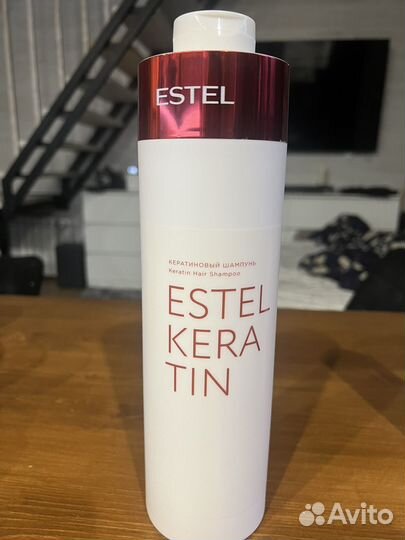 ESTEL
КЕРАТИНОВЫЙ ШАМПУНЬ
Keratin Hair Shampoo
ESTEL
KERA
TIN
Avito